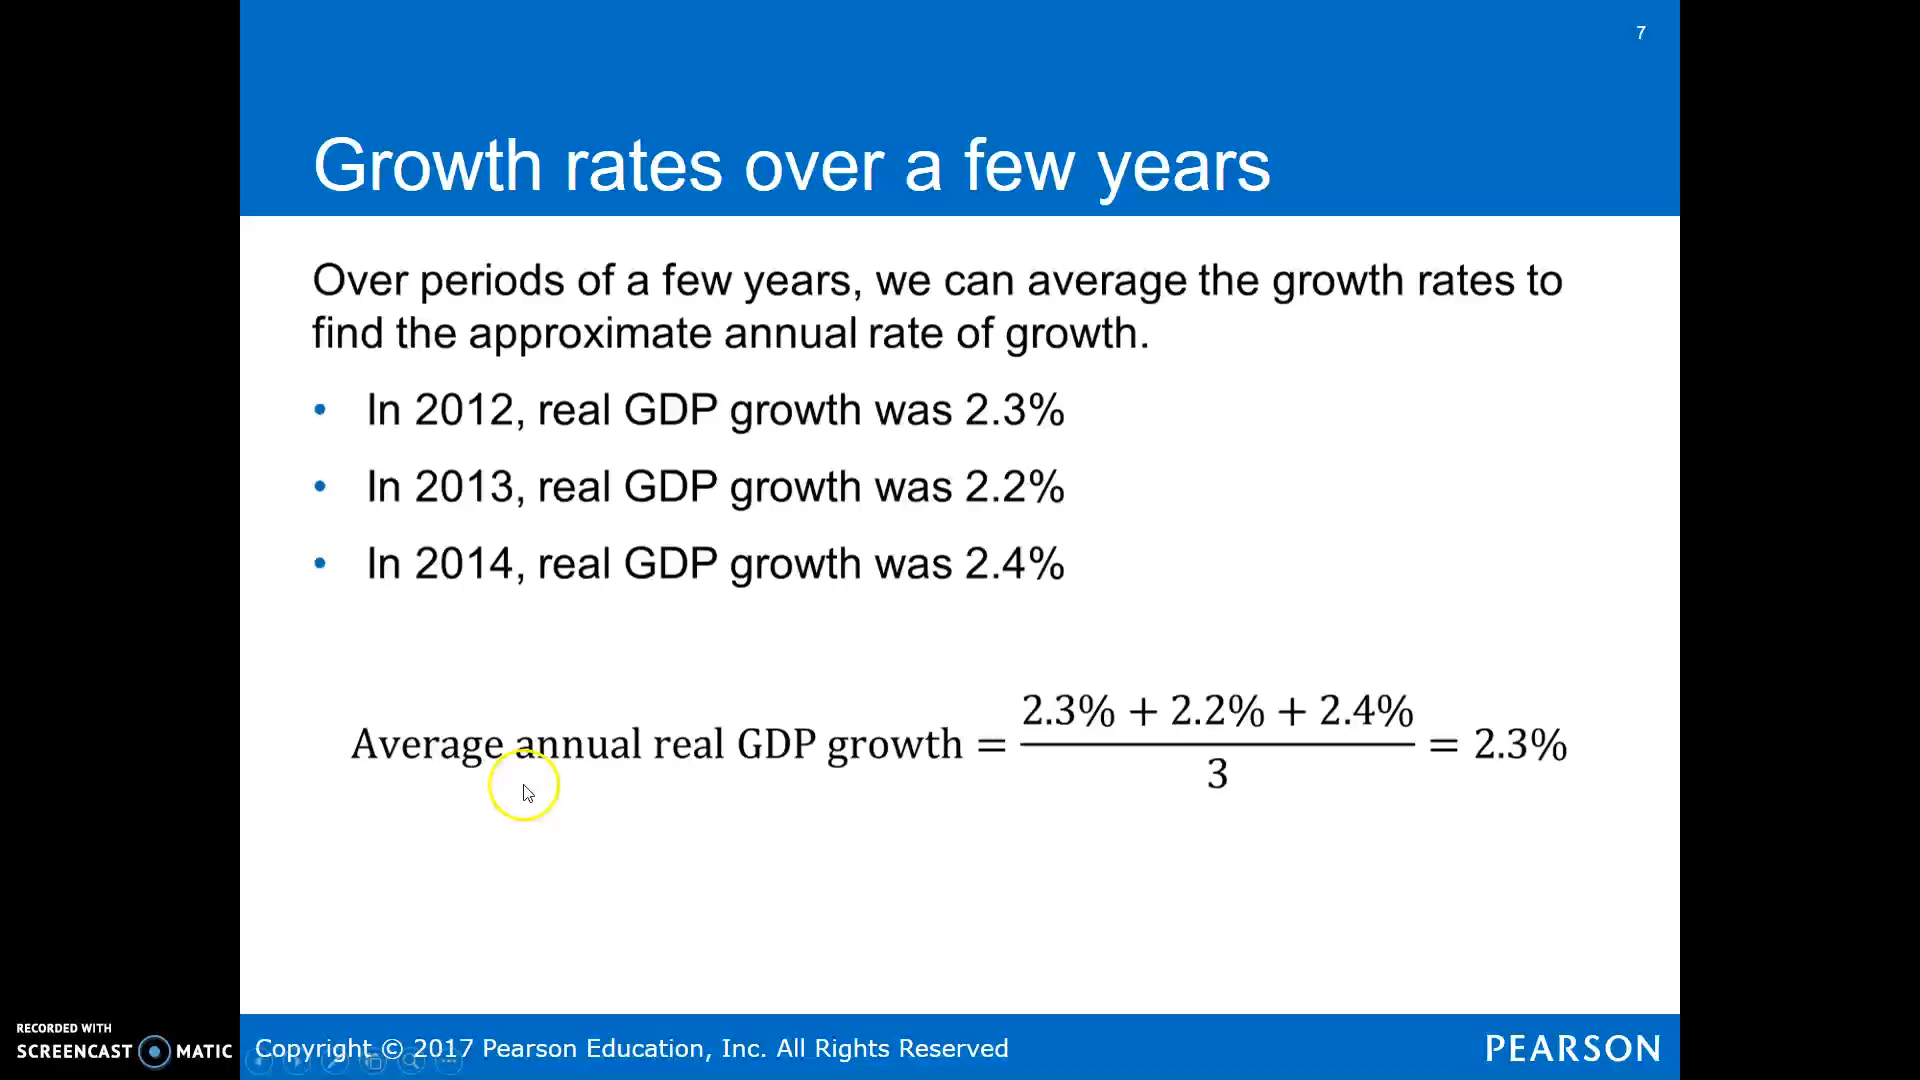 7
Growth rates over a few years
Over periods of a few years, we can average the growth rates to
find the approximate annual rate of growth.
• In 2012, real GDP growth was 2.3%
• In 2013, real GDP growth was 2.2%
• In 2014, real GDP growth was 2.4%
2.3% + 2.2% + 2.4%
Average annual real GDP growth = = 2.3%
3
RECORDED WITH
SCREENCAST MATIC
Copyright © 2017 Pearson Education, Inc. All Rights Reserved
PEARSON